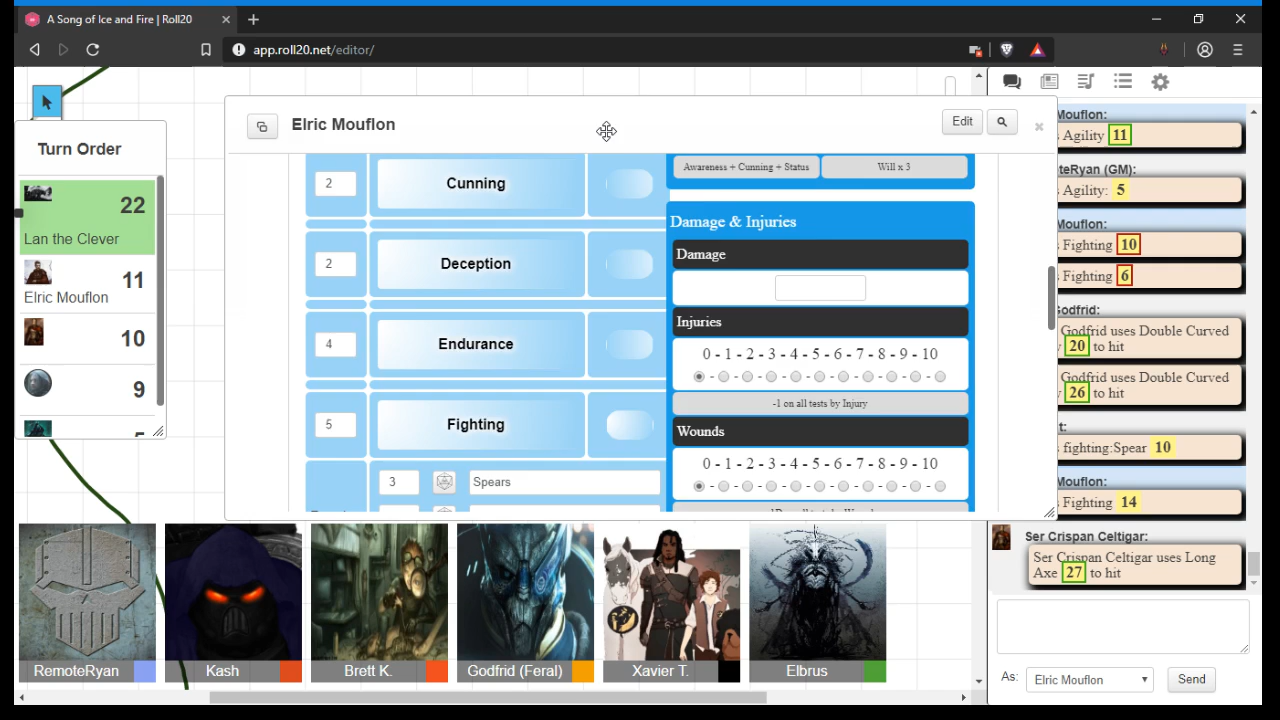 A Song of Ice and Fire | Roll20
app.roll20.net/editor/
Turn Order
22
Lan the Clever
11
Elric Mouflon
10
9
Elric Mouflon
Edit
2
Cunning
2
Deception
4
Endurance
5
Fighting
3
Spears
Awareness + Cunning + Status
Will x 3
Damage & Injuries
Damage
Injuries
0 - 1 - 2 - 3 - 4 - 5 - 6 - 7 - 8 - 9 - 10
-1 on all tests by Injury
Wounds
0 - 1 - 2 - 3 - 4 - 5 - 6 - 7 - 8 - 9 - 10
Mouflon:
Agility 11
teRyan (GM):
Agility: 5
Mouflon:
Fighting 10
Fighting 6
Godfrid:
Godfrid uses Double Curved
20 to hit
Godfrid uses Double Curved
26 to hit
t:
fighting:Spear 10
Mouflon:
Fighting 14
Ser Crispan Celtigar:
Ser Crispan Celtigar uses Long
Axe 27 to hit
As:
Elric Mouflon
Send
RemoteRyan
Kash
Brett K.
Godfrid (Feral)
Xavier T.
Elbrus